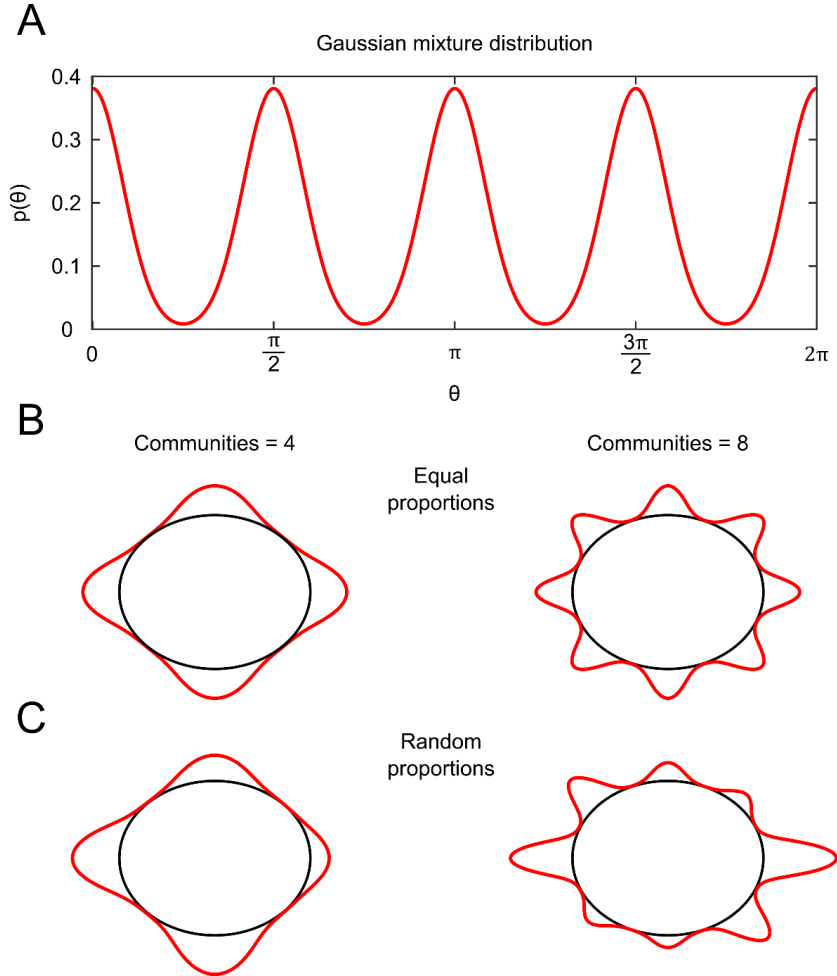 A
Gaussian mixture distribution
0.4
0.3
0.2
0.1
0
p(θ)
0
π
2
π
3π
2
2π
θ
B
Communities = 4
Communities = 8
Equal
proportions
C
Random
proportions